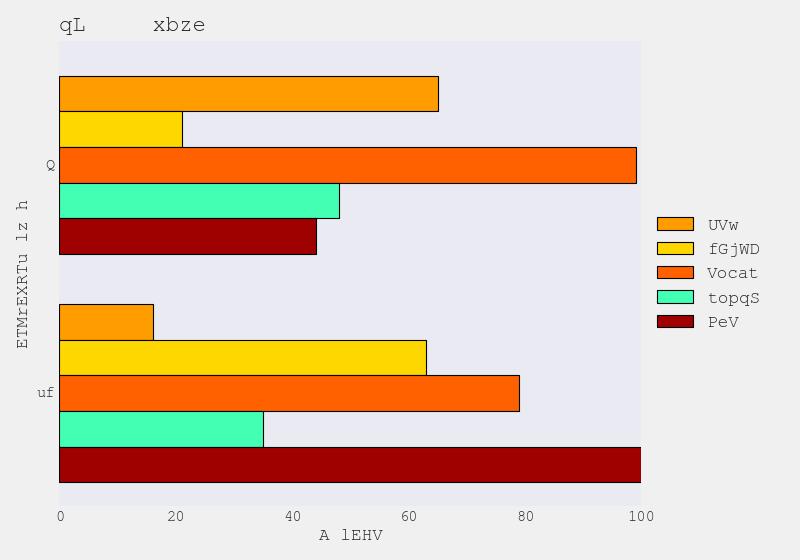 qL      xbze
Q
uf
ETMrEXRTu lz h
0 20 40 60 80 100
A lEHV
UVw
fGjWD
Vocat
topqS
PeV